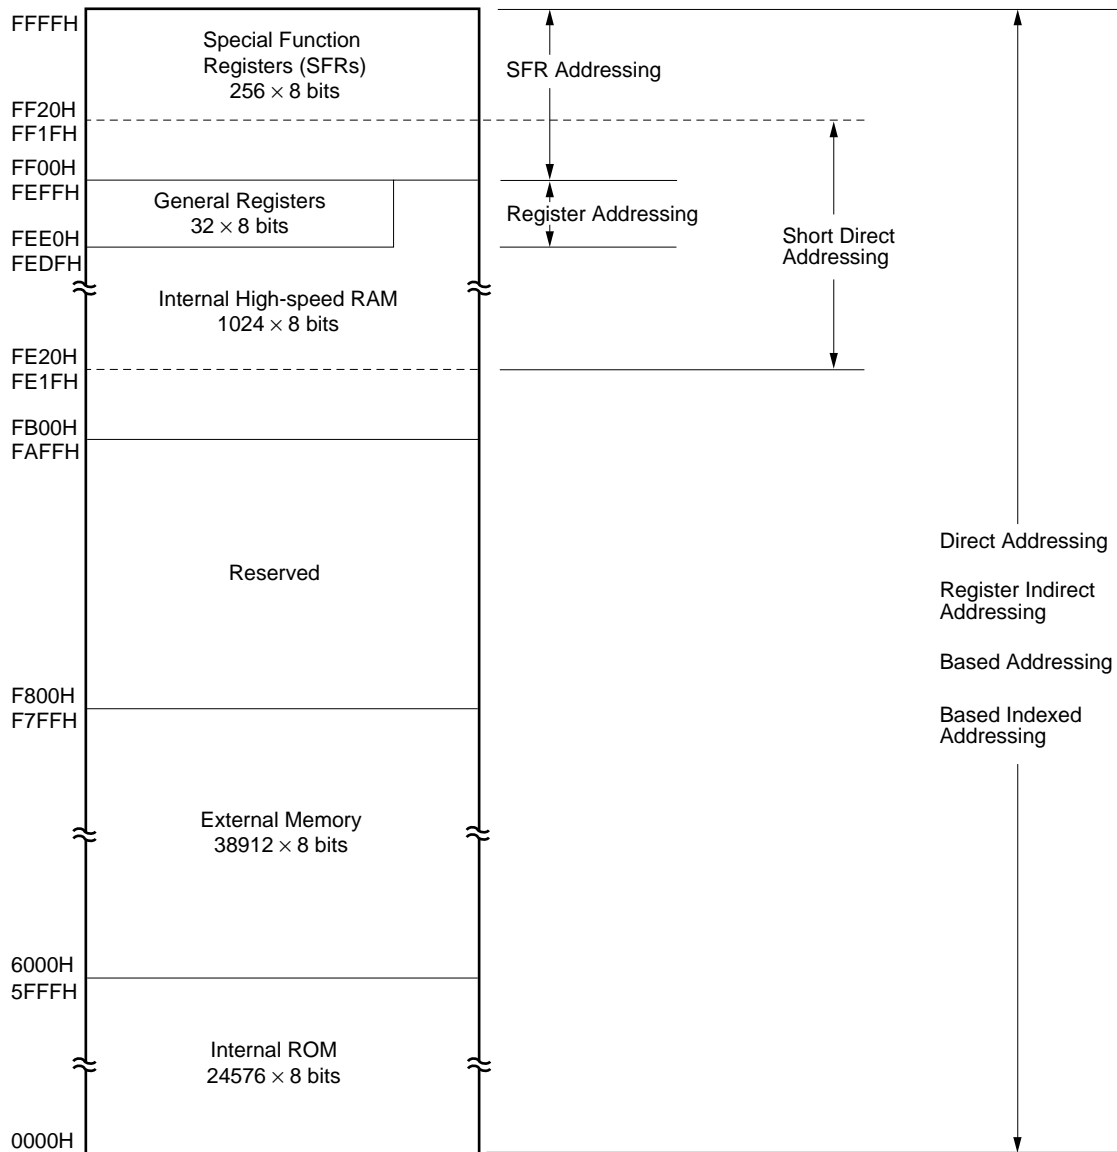 FFFFH
Special Function
Registers (SFRs)
256 × 8 bits
SFR Addressing
FF20H
FF1FH
FF00H
FEFFH
General Registers
32 × 8 bits
Register Addressing
Short Direct
Addressing
FEE0H
FEDFH
Internal High-speed RAM
1024 × 8 bits
FE20H
FE1FH
FB00H
FAFFH
Reserved
Direct Addressing
Register Indirect
Addressing
Based Addressing
Based Indexed
Addressing
F800H
F7FFH
External Memory
38912 × 8 bits
6000H
5FFFH
Internal ROM
24576 × 8 bits
0000H